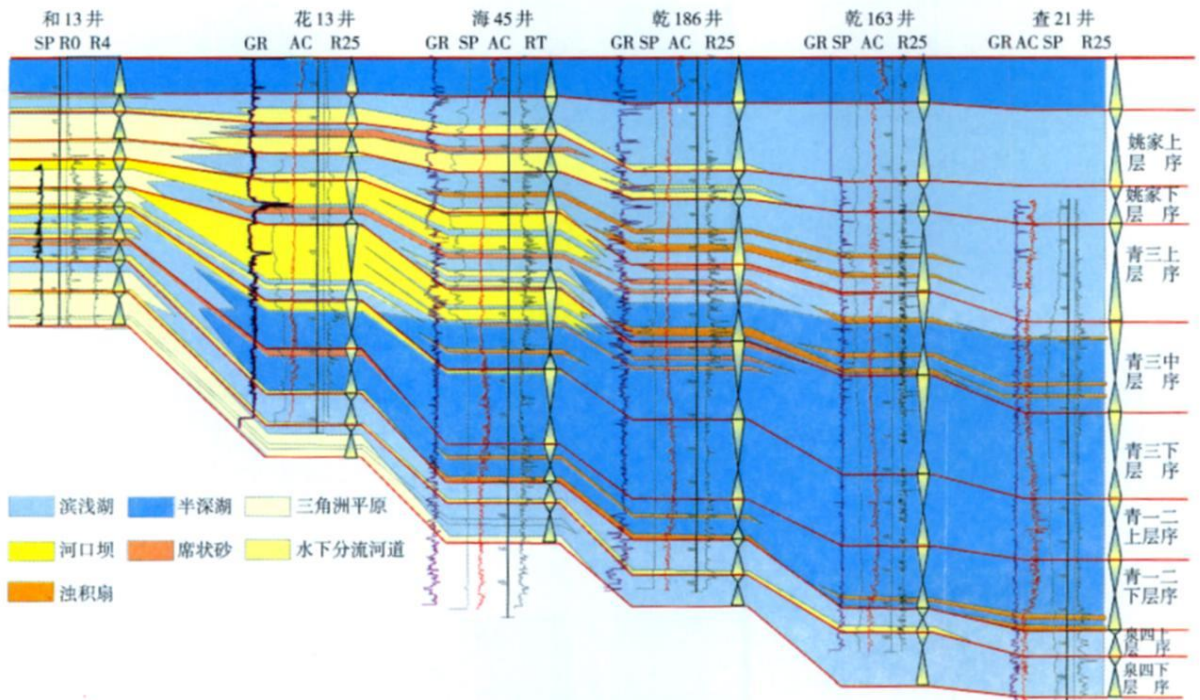 和13井 花13井 海45井 乾186井 乾163井 查21井
SP R0 R4 GR AC R25 GR SP AC RT GR SP AC R25 GR SP AC R25 GR AC SP R25
姚家上
层 序
姚家下
层 序
青三上
层 序
青三中
层 序
青三下
层 序
青一二
上层序
青一二
下层序
泉四上
层 序
泉四下
层 序
滨浅湖 半深湖 三角洲平原
河口坝 席状砂 水下分流河道
浊积扇